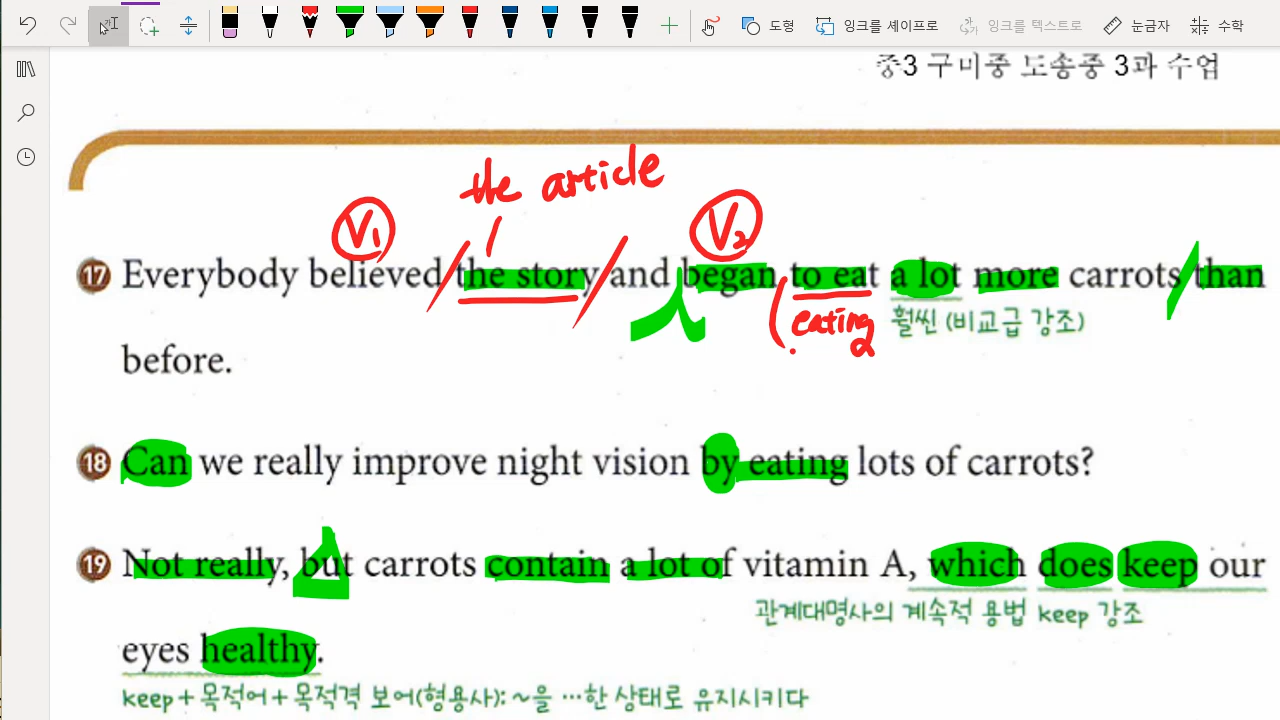 도형 잉크를 셰이프로 잉크를 텍스트로 눈금자 수학
중3 구미중 도송중 3과 수업
the article
V1 V2
17 Everybody believed / the story / and began to eat a lot more carrots / than
eating 훨씬 (비교급 강조)
before.
18 Can we really improve night vision by eating lots of carrots?
19 Not really, but carrots contain a lot of vitamin A, which does keep our
관계대명사의 계속적 용법 keep 강조
eyes healthy.
keep + 목적어 + 목적격 보어(형용사): ~을 …한 상태로 유지시키다